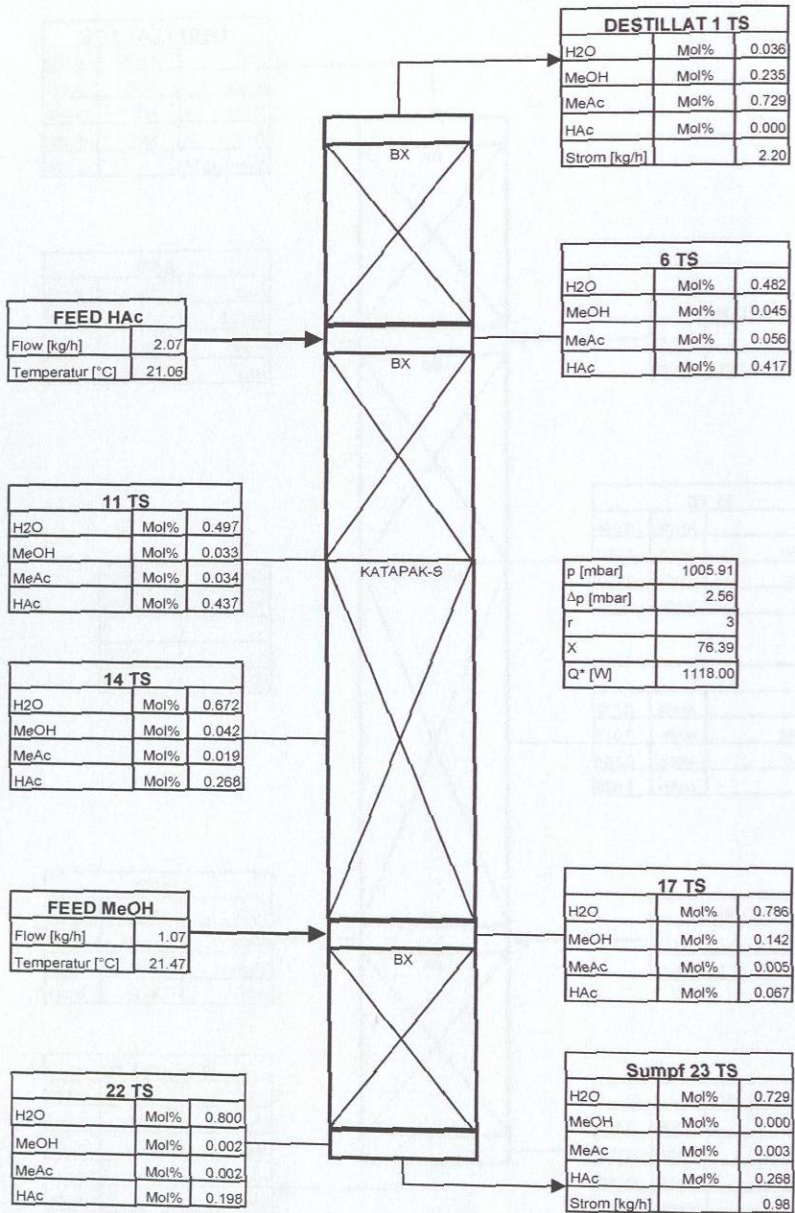 DESTILLAT 1 TS
H2O Mol% 0.036
MeOH Mol% 0.235
MeAc Mol% 0.729
HAc Mol% 0.000
Strom [kg/h] 2.20
BX
6 TS
H2O Mol% 0.482
MeOH Mol% 0.045
MeAc Mol% 0.056
HAc Mol% 0.417
FEED HAc
Flow [kg/h] 2.07
Temperatur [°C] 21.06
BX
11 TS
H2O Mol% 0.497
MeOH Mol% 0.033
MeAc Mol% 0.034
HAc Mol% 0.437
KATAPAK-S
p [mbar] 1005.91
Δp [mbar] 2.56
r 3
X 76.39
Q* [W] 1118.00
14 TS
H2O Mol% 0.672
MeOH Mol% 0.042
MeAc Mol% 0.019
HAc Mol% 0.268
FEED MeOH
Flow [kg/h] 1.07
Temperatur [°C] 21.47
17 TS
H2O Mol% 0.786
MeOH Mol% 0.142
MeAc Mol% 0.005
HAc Mol% 0.067
BX
22 TS
H2O Mol% 0.800
MeOH Mol% 0.002
MeAc Mol% 0.002
HAc Mol% 0.198
Sumpf 23 TS
H2O Mol% 0.729
MeOH Mol% 0.000
MeAc Mol% 0.003
HAc Mol% 0.268
Strom [kg/h] 0.98